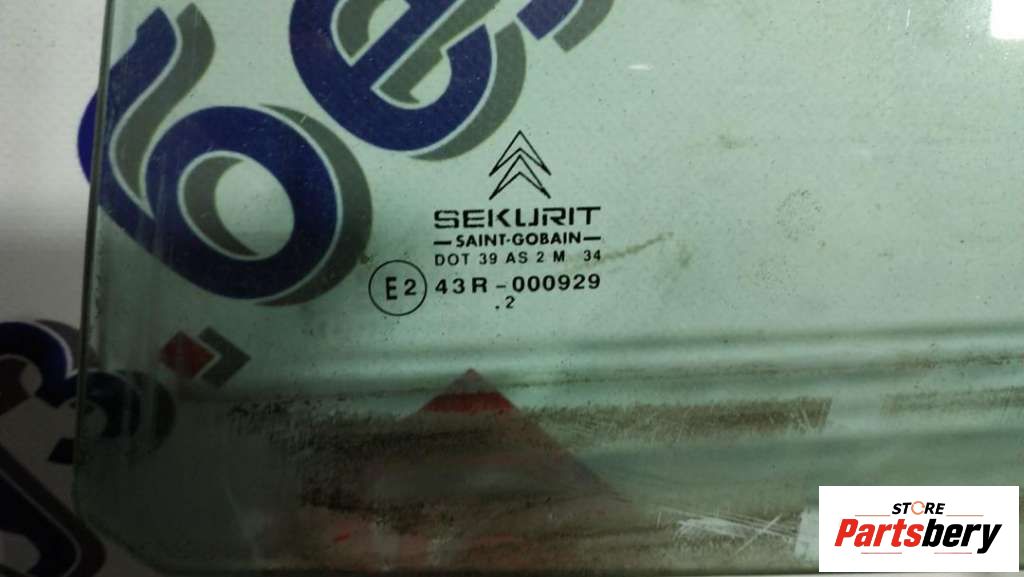 SEKURIT
SAINT-GOBAIN
DOT 39 AS 2 M 34
E2 43R-000929
.2
STORE
Partsbery